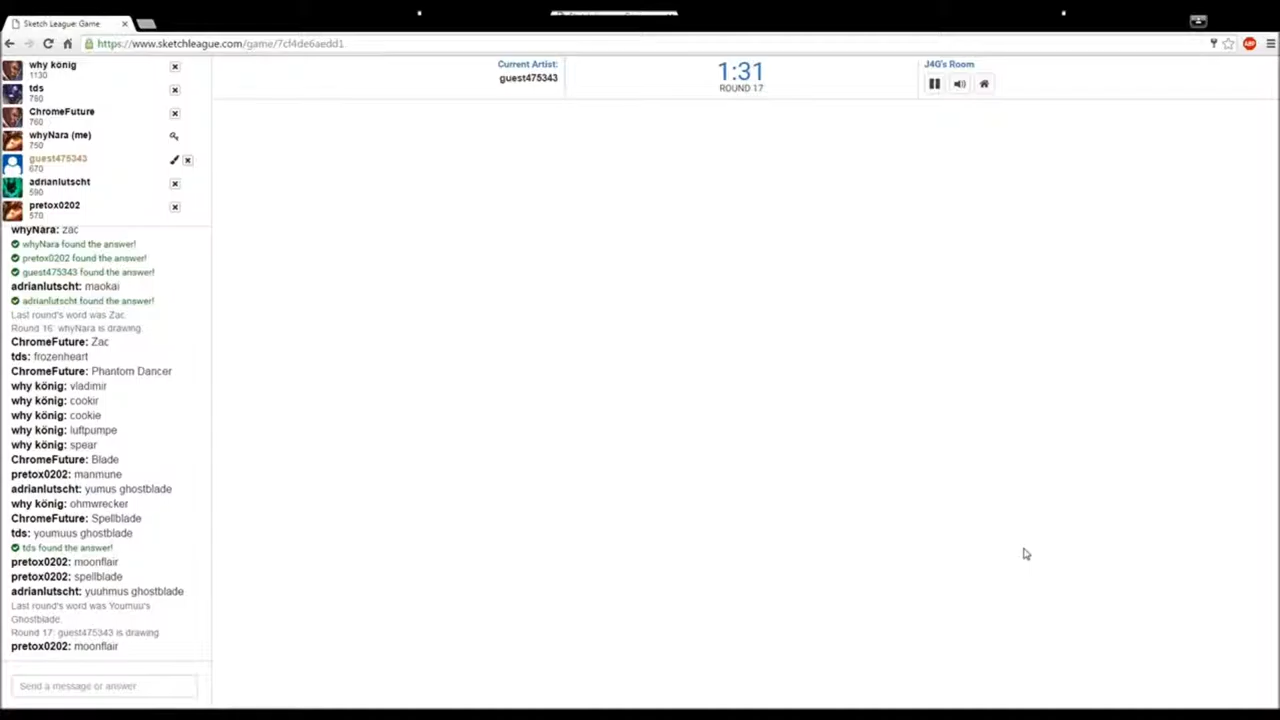 Sketch League: Game
https://www.sketchleague.com/game/7cf4de6aedd1
why könig
1130
tds
790
ChromeFuture
760
whyNara (me)
750
guest475343
670
adrianlutscht
590
pretox0202
570
Current Artist:
guest475343
1:31
ROUND 17
J4G's Room
whyNara: zac
whyNara found the answer!
pretox0202 found the answer!
guest475343 found the answer!
adrianlutscht: maokai
adrianlutscht found the answer!
Last round's word was Zac.
Round 16: whyNara is drawing.
ChromeFuture: Zac
tds: frozenheart
ChromeFuture: Phantom Dancer
why könig: vladimir
why könig: cookir
why könig: cookie
why könig: luftpumpe
why könig: spear
ChromeFuture: Blade
pretox0202: manmune
adrianlutscht: yumus ghostblade
why könig: ohmwrecker
ChromeFuture: Spellblade
tds: youmuus ghostblade
tds found the answer!
pretox0202: moonflair
pretox0202: spellblade
adrianlutscht: yuuhmus ghostblade
Last round's word was Youmuu's
Ghostblade.
Round 17: guest475343 is drawing
pretox0202: moonflair
Send a message or answer